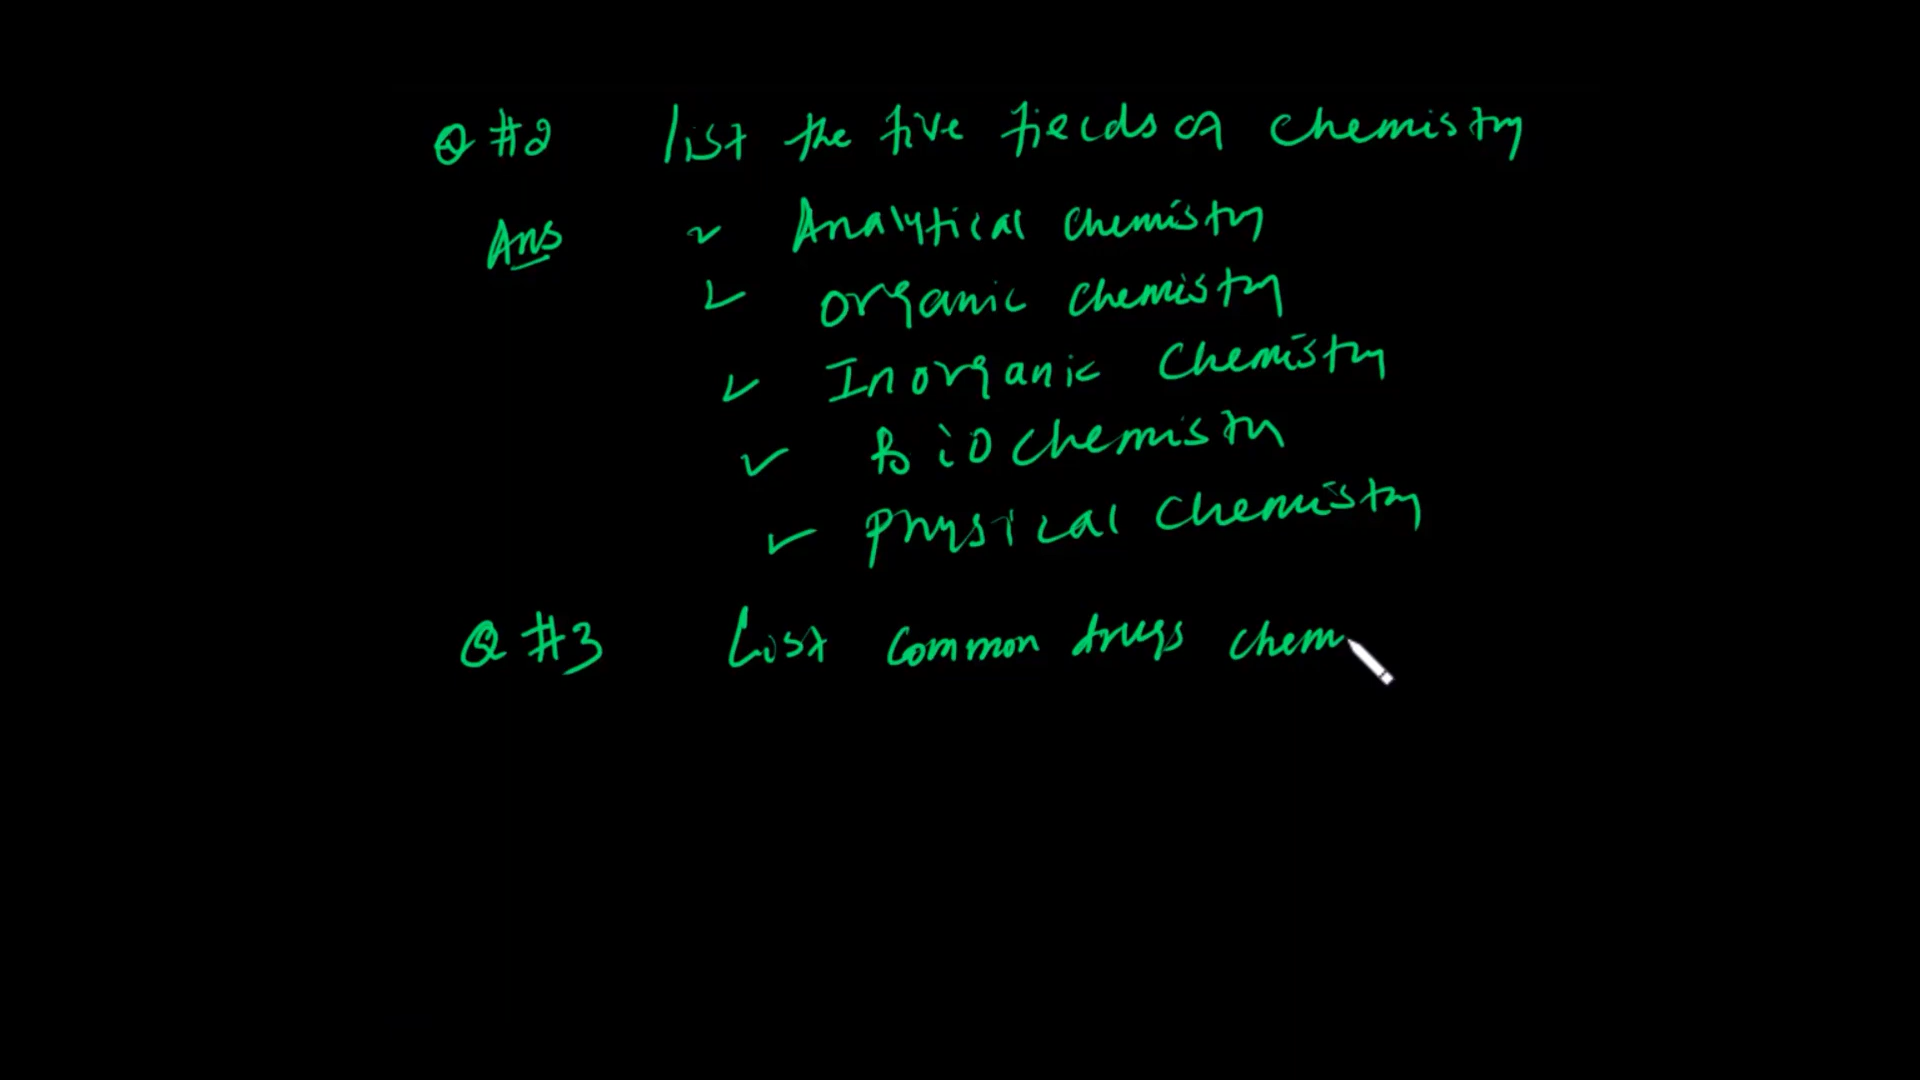 Q #2 List the five fields of chemistry
Ans ✓ Analytical chemistry
✓ Organic chemistry
✓ Inorganic Chemistry
✓ Biochemistry
✓ Physical Chemistry
Q #3 List Common drugs chem